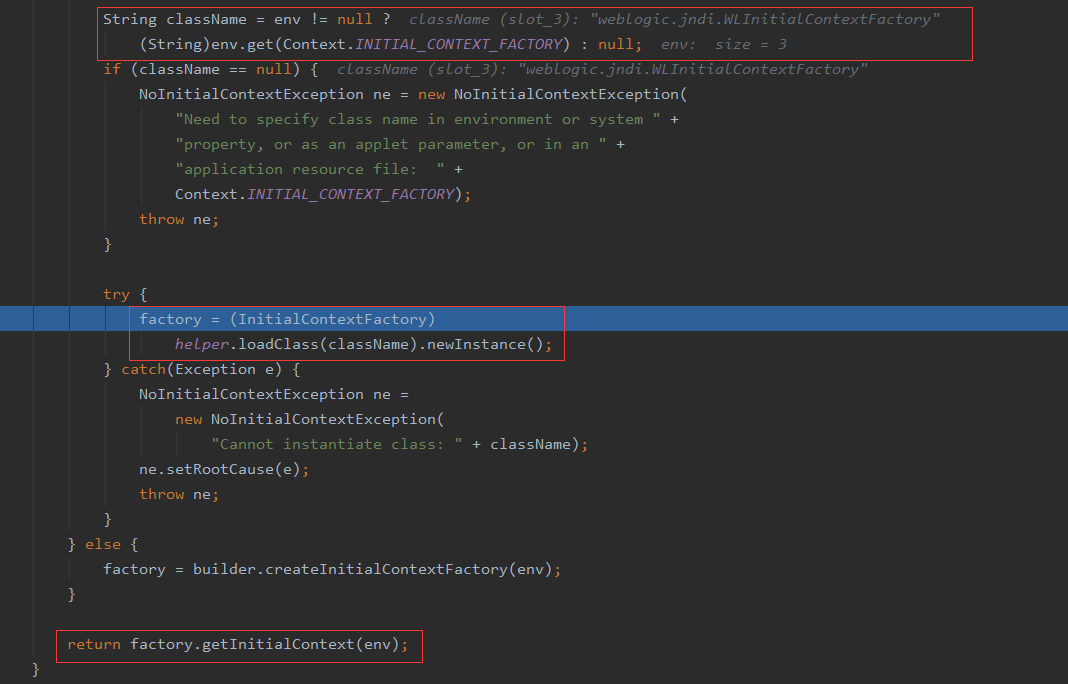 String className = env != null ?  className (slot_3): "weblogic.jndi.WLInitialContextFactory"
(String)env.get(Context.INITIAL_CONTEXT_FACTORY) : null;  env:  size = 3
if (className == null) {  className (slot_3): "weblogic.jndi.WLInitialContextFactory"
NoInitialContextException ne = new NoInitialContextException(
"Need to specify class name in environment or system " +
"property, or as an applet parameter, or in an " +
"application resource file:  " +
Context.INITIAL_CONTEXT_FACTORY);
throw ne;
}
try {
factory = (InitialContextFactory)
helper.loadClass(className).newInstance();
} catch(Exception e) {
NoInitialContextException ne =
new NoInitialContextException(
"Cannot instantiate class: " + className);
ne.setRootCause(e);
throw ne;
}
} else {
factory = builder.createInitialContextFactory(env);
}
return factory.getInitialContext(env);
}